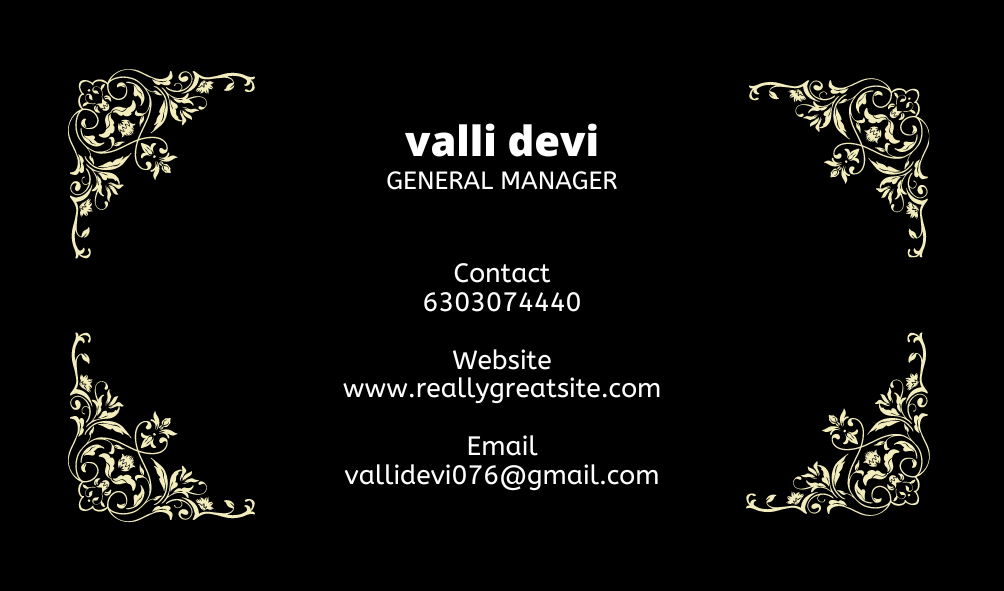 valli devi
GENERAL MANAGER
Contact
6303074440
Website
www.reallygreatsite.com
Email
vallidevi076@gmail.com